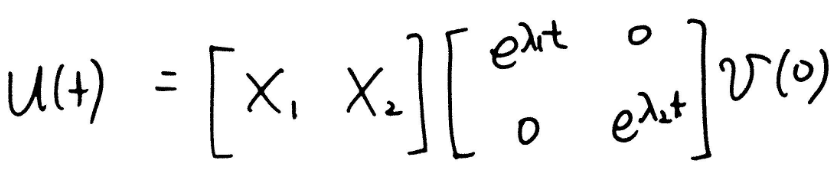 u(t) = [ x₁ x₂ ] [ e^{λ₁t} 0 ; 0 e^{λ₂t} ] v(0)